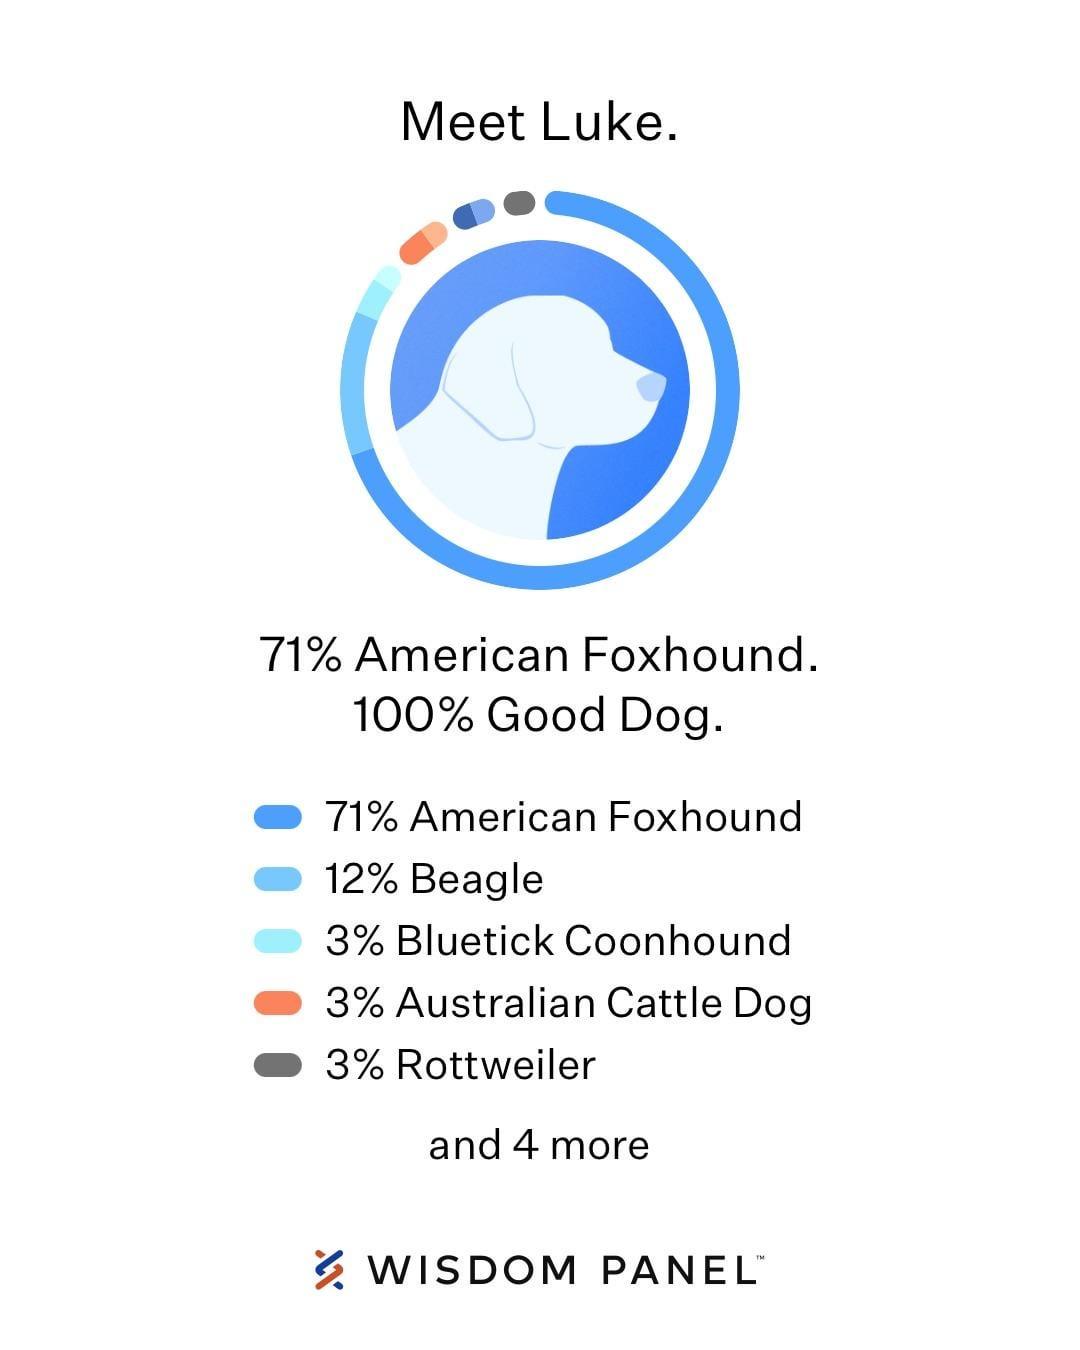 Meet Luke.
71% American Foxhound.
100% Good Dog.
71% American Foxhound
12% Beagle
3% Bluetick Coonhound
3% Australian Cattle Dog
3% Rottweiler
and 4 more
WISDOM PANEL™